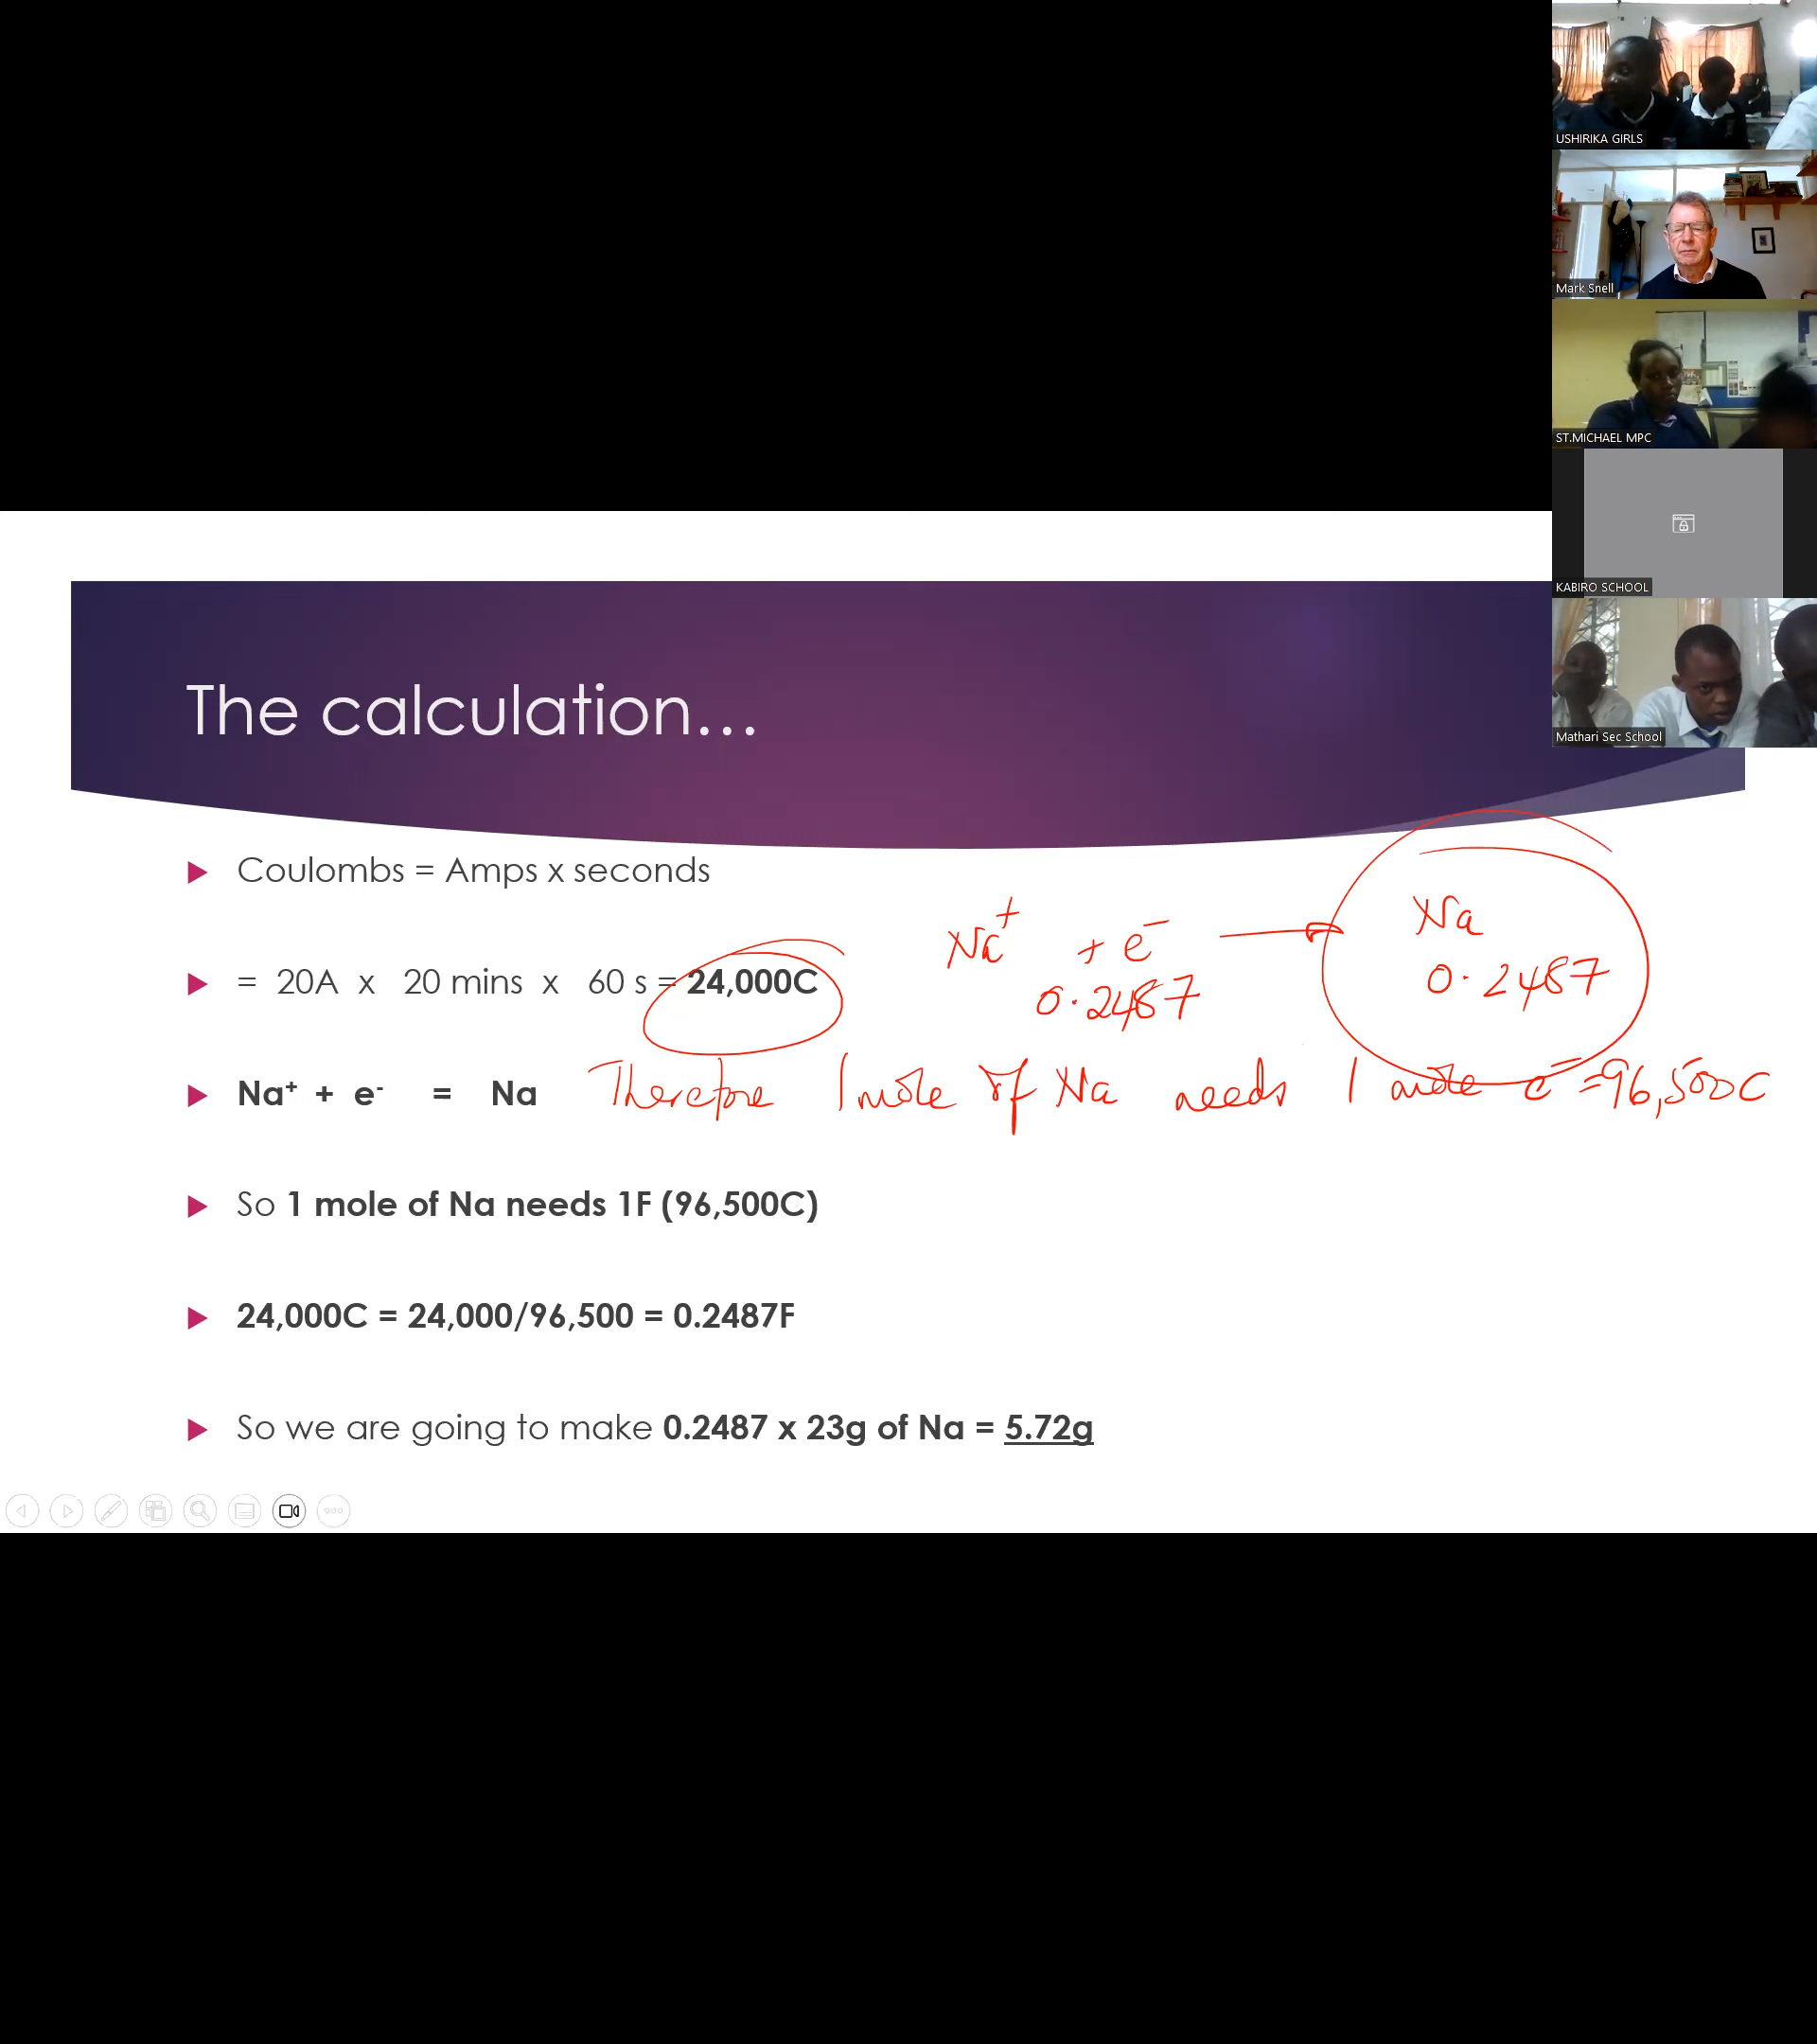 USHIRIKA GIRLS
Mark Snell
ST.MICHAEL MPC
KABIRO SCHOOL
Mathari Sec School
The calculation...
Coulombs = Amps x seconds
= 20A x 20 mins x 60 s = 24,000C
Na⁺ + e⁻ → Na
0.2487 0.2487
Na⁺ + e⁻ = Na
Therefore 1 mole of Na needs 1 mole e⁻ = 96,500C
So 1 mole of Na needs 1F (96,500C)
24,000C = 24,000/96,500 = 0.2487F
So we are going to make 0.2487 x 23g of Na = 5.72g